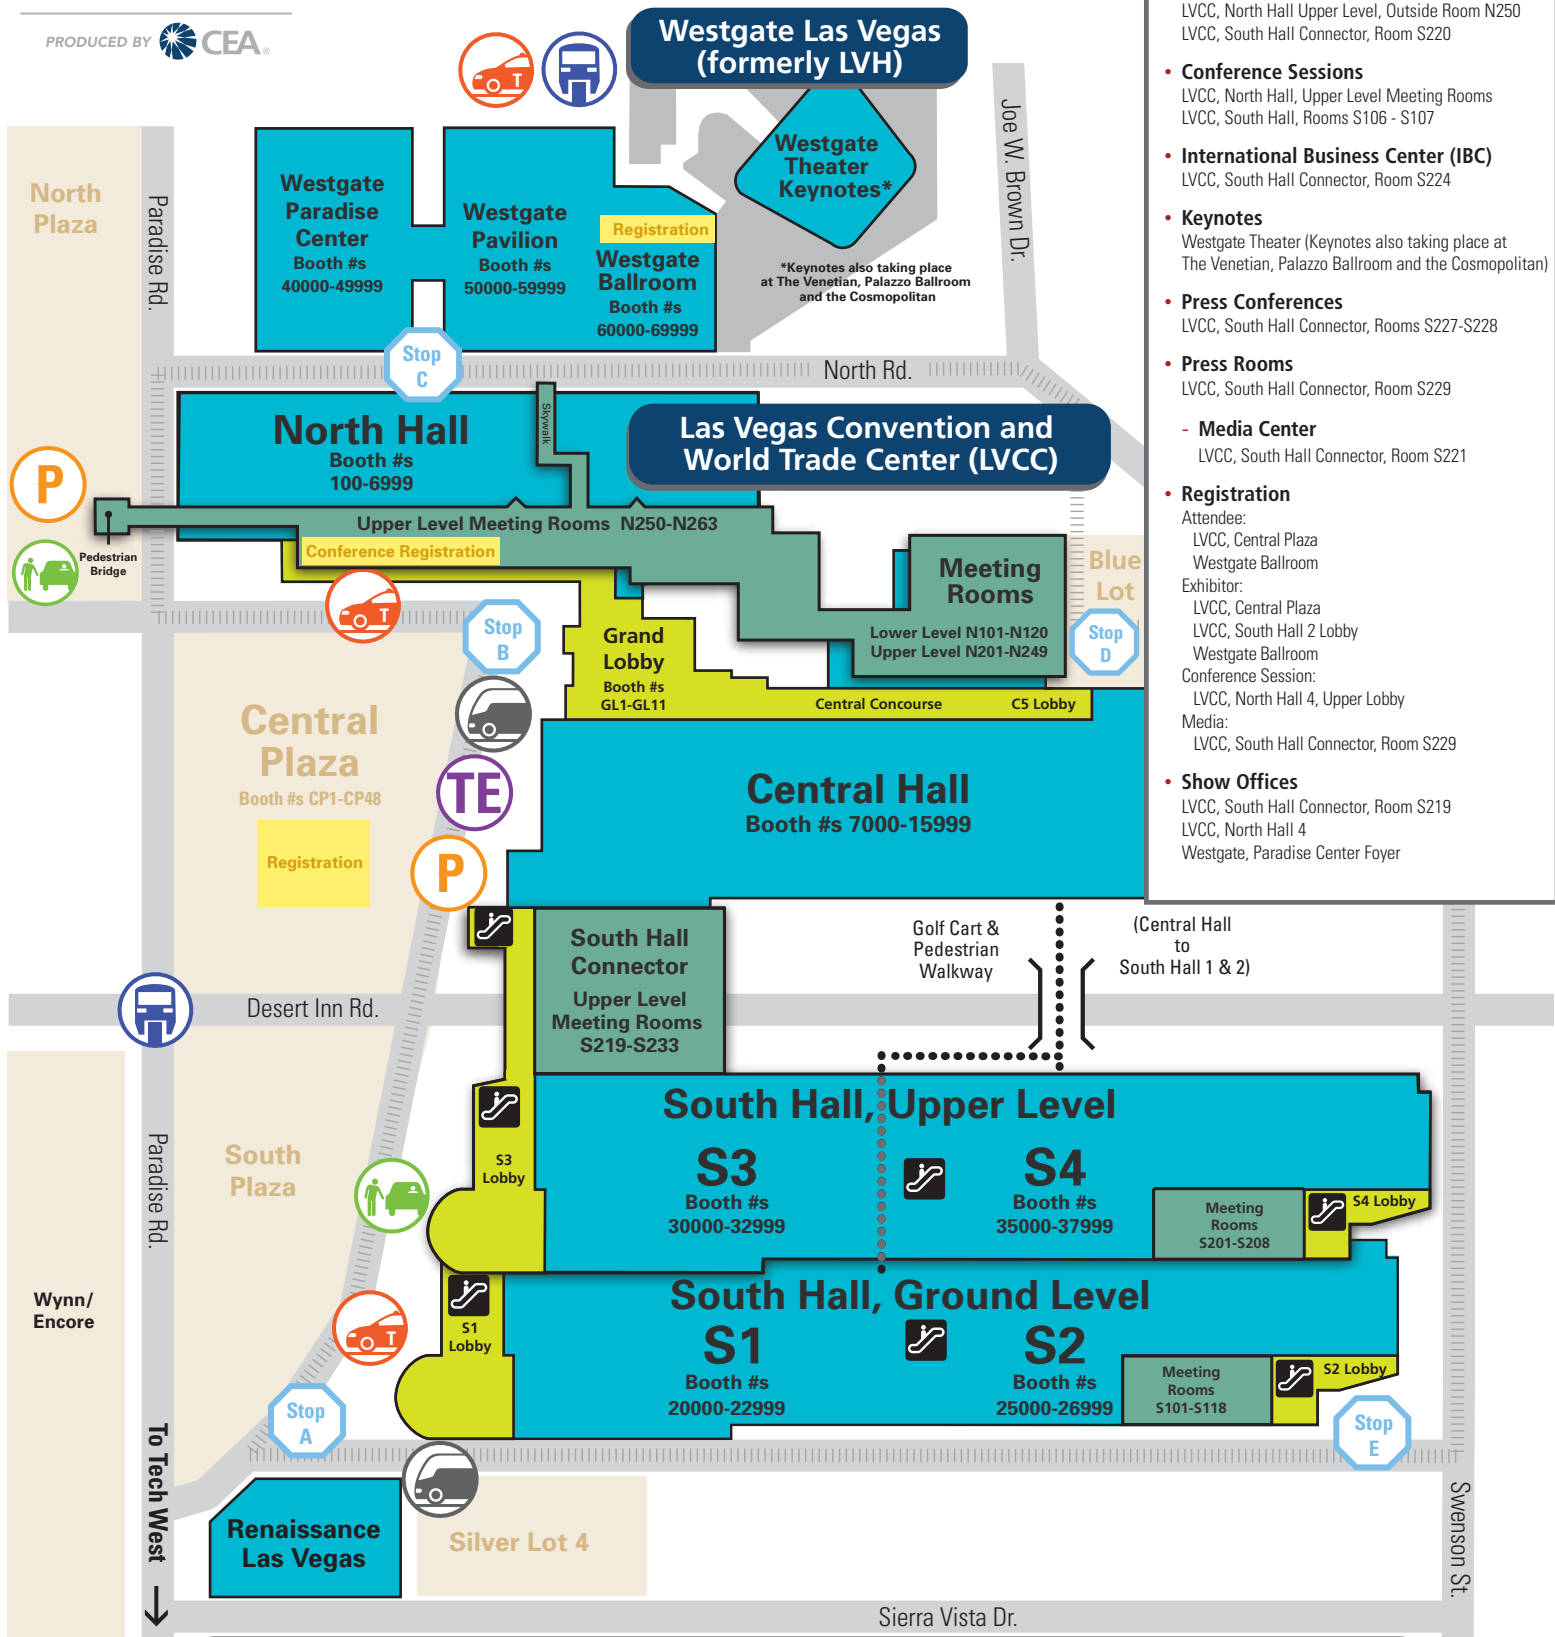 PRODUCED BY CEA®
Westgate Las Vegas
(formerly LVH)
T
North
Plaza
Paradise Rd.
Westgate
Paradise
Center
Booth #s
40000-49999
Westgate
Pavilion
Booth #s
50000-59999
Registration
Westgate
Ballroom
Booth #s
60000-69999
Westgate
Theater
Keynotes*
*Keynotes also taking place
at The Venetian, Palazzo Ballroom
and the Cosmopolitan
Joe W. Brown Dr.
Stop
C
North Rd.
North Hall
Booth #s
100-6999
Skywalk
Las Vegas Convention and
World Trade Center (LVCC)
P
Pedestrian
Bridge
Upper Level Meeting Rooms N250-N263
Conference Registration
T
Stop
B
Grand
Lobby
Booth #s
GL1-GL11
Meeting
Rooms
Lower Level N101-N120
Upper Level N201-N249
Blue
Lot
Stop
D
Central Concourse
C5 Lobby
Central
Plaza
Booth #s CP1-CP48
Registration
TE
P
Central Hall
Booth #s 7000-15999
South Hall
Connector
Upper Level
Meeting Rooms
S219-S233
Golf Cart &
Pedestrian
Walkway
(Central Hall
to
South Hall 1 & 2)
Desert Inn Rd.
South
Plaza
Paradise Rd.
S3
Lobby
South Hall, Upper Level
S3
Booth #s
30000-32999
S4
Booth #s
35000-37999
Meeting
Rooms
S201-S208
S4 Lobby
Wynn/
Encore
T
S1
Lobby
South Hall, Ground Level
S1
Booth #s
20000-22999
S2
Booth #s
25000-26999
Meeting
Rooms
S101-S118
S2 Lobby
Stop
A
Stop
E
To Tech West
Renaissance
Las Vegas
Silver Lot 4
Swenson St.
Sierra Vista Dr.
LVCC, North Hall Upper Level, Outside Room N250
LVCC, South Hall Connector, Room S220
• Conference Sessions
LVCC, North Hall, Upper Level Meeting Rooms
LVCC, South Hall, Rooms S106 - S107
• International Business Center (IBC)
LVCC, South Hall Connector, Room S224
• Keynotes
Westgate Theater (Keynotes also taking place at
The Venetian, Palazzo Ballroom and the Cosmopolitan)
• Press Conferences
LVCC, South Hall Connector, Rooms S227-S228
• Press Rooms
LVCC, South Hall Connector, Room S229
- Media Center
LVCC, South Hall Connector, Room S221
• Registration
Attendee:
LVCC, Central Plaza
Westgate Ballroom
Exhibitor:
LVCC, Central Plaza
LVCC, South Hall 2 Lobby
Westgate Ballroom
Conference Session:
LVCC, North Hall 4, Upper Lobby
Media:
LVCC, South Hall Connector, Room S229
• Show Offices
LVCC, South Hall Connector, Room S219
LVCC, North Hall 4
Westgate, Paradise Center Foyer